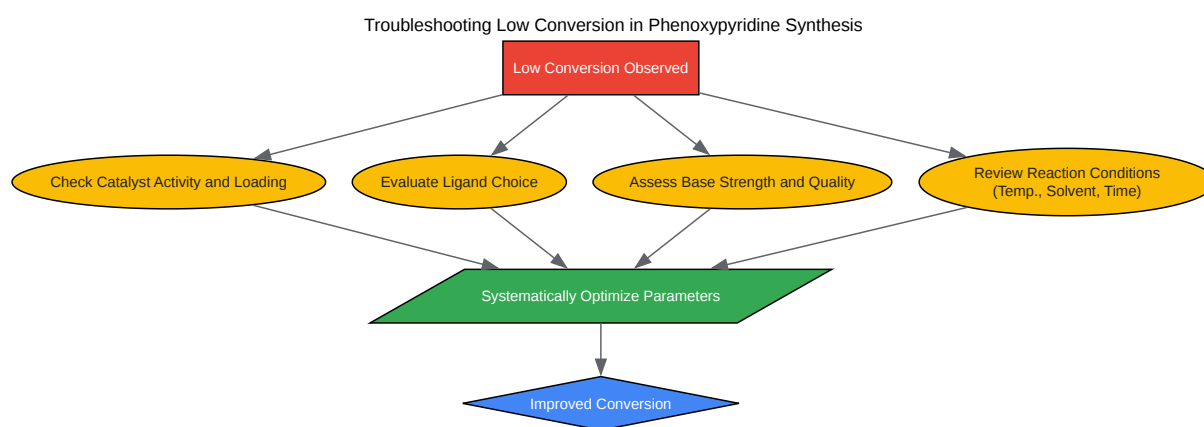 Troubleshooting Low Conversion in Phenoxypyridine Synthesis
Low Conversion Observed
Check Catalyst Activity and Loading
Evaluate Ligand Choice
Assess Base Strength and Quality
Review Reaction Conditions
(Temp., Solvent, Time)
Systematically Optimize Parameters
Improved Conversion